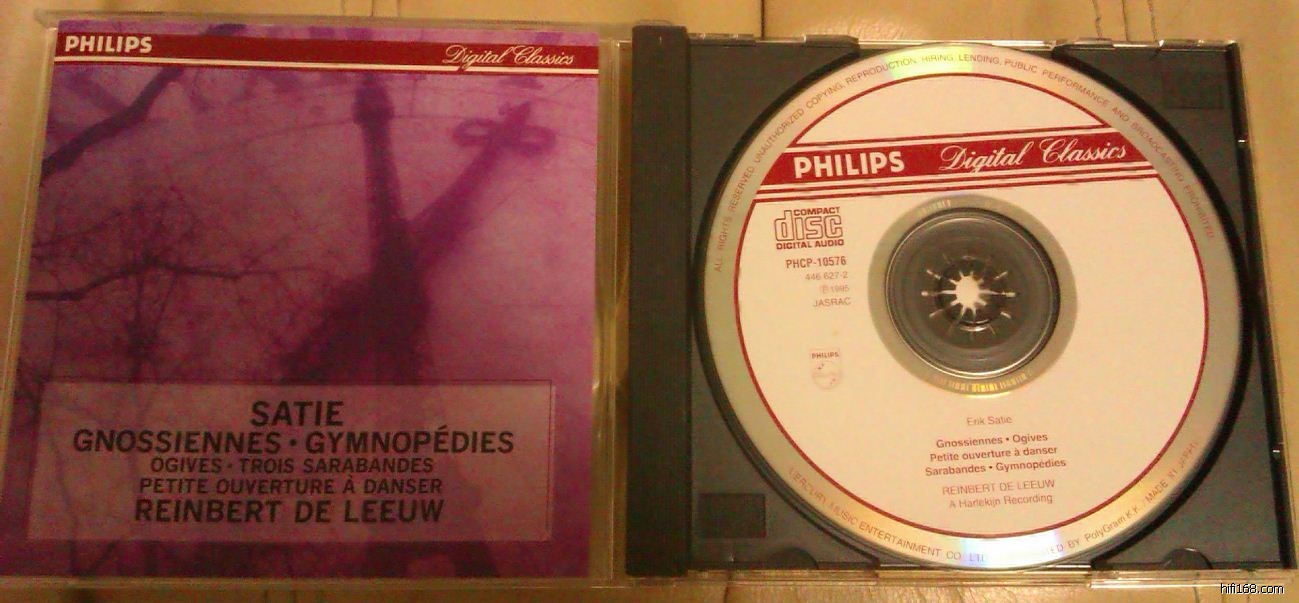 PHILIPS
Digital Classics
SATIE
GNOSSIENNES • GYMNOPÉDIES
OGIVES • TROIS SARABANDES
PETITE OUVERTURE À DANSER
REINBERT DE LEEUW
ALL RIGHTS RESERVED UNAUTHORIZED COPYING, REPRODUCTION, HIRING, LENDING, PUBLIC PERFORMANCE AND BROADCASTING PROHIBITED
PHILIPS
Digital Classics
COMPACT
disc
DIGITAL AUDIO
PHCP-10576
446 627-2
Ⓟ1995
JASRAC
PHILIPS
Erik Satie
Gnossiennes • Ogives
Petite ouverture à danser
Sarabandes • Gymnopédies
REINBERT DE LEEUW
A Harlekijn Recording
MERCURY MUSIC ENTERTAINMENT CO. BY PolyGram K.K. MADE IN JAPAN
hifi168.com